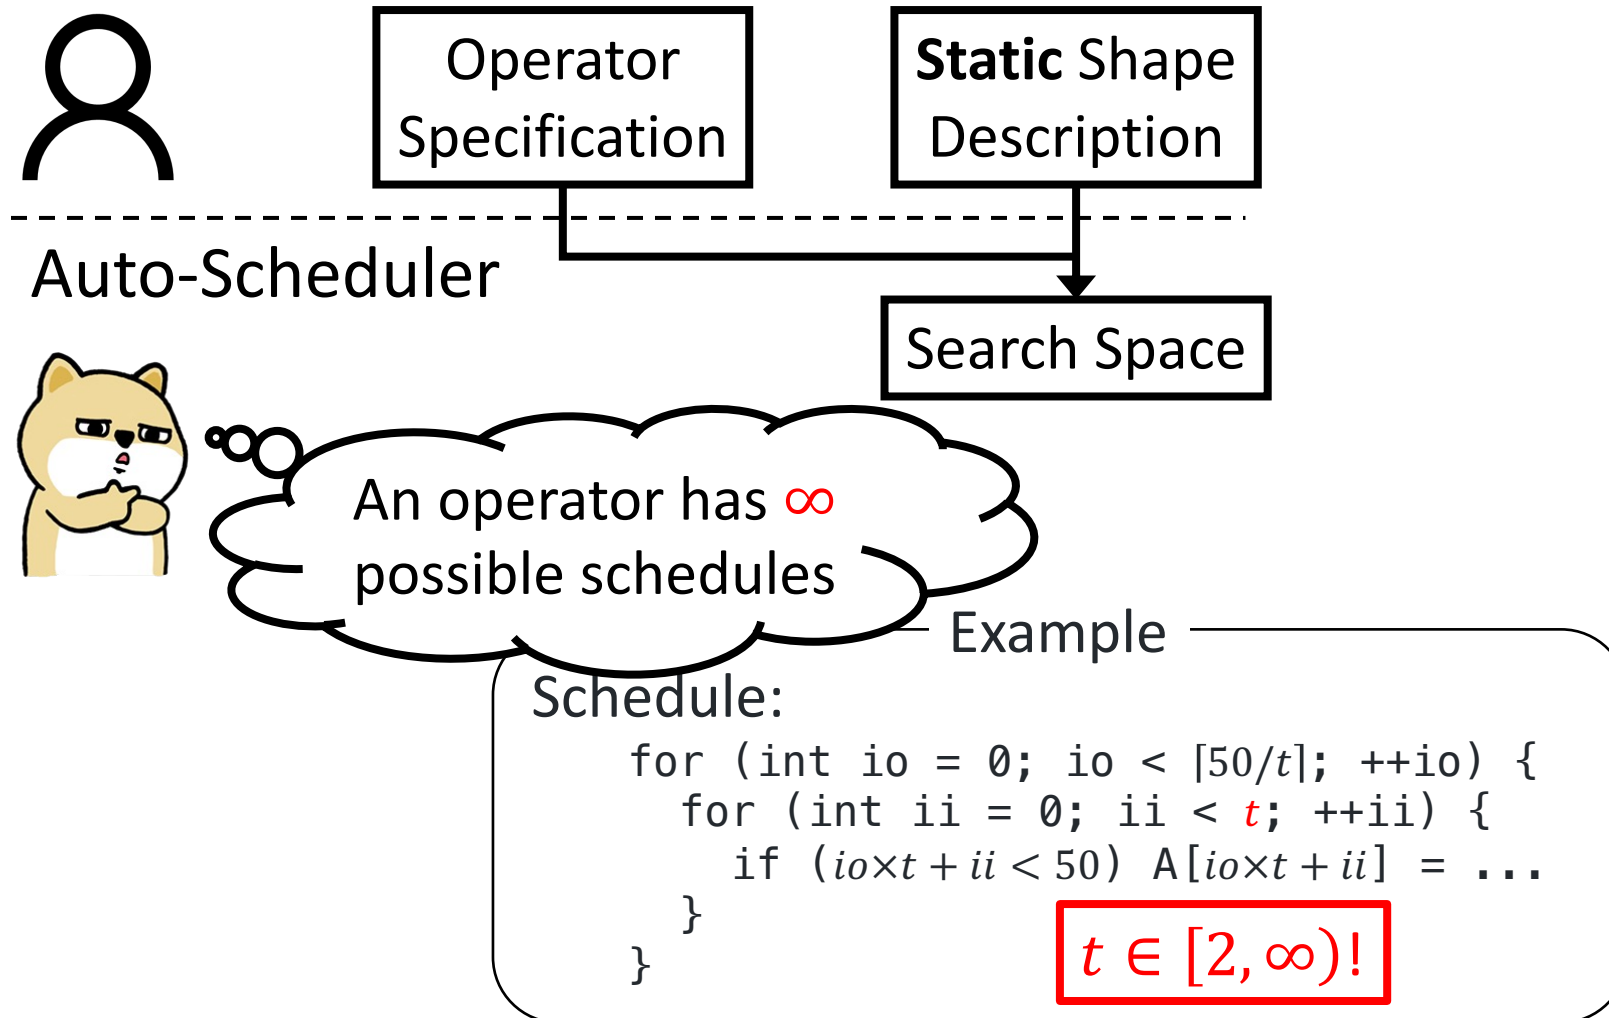 Operator
Specification
Static Shape
Description
Auto-Scheduler
Search Space
An operator has ∞
possible schedules
Example
Schedule:
for (int io = 0; io < ⌈50/t⌉; ++io) {
for (int ii = 0; ii < t; ++ii) {
if (io×t + ii < 50) A[io×t + ii] = ...
}
}
t ∈ [2, ∞)!